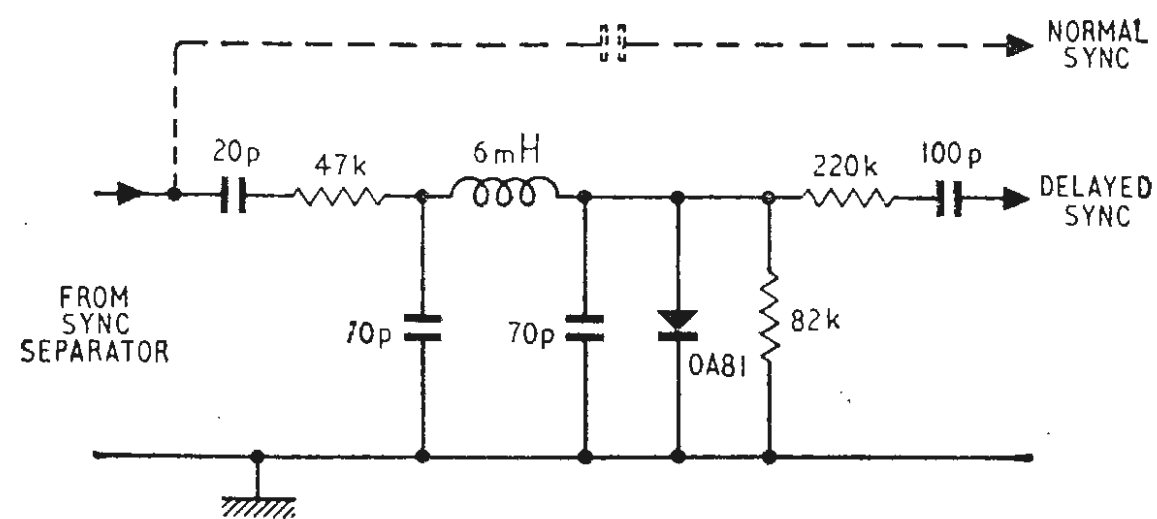 NORMAL
SYNC
20p
47k
6mH
220k
100p
DELAYED
SYNC
FROM
SYNC
SEPARATOR
70p
70p
OA81
82k